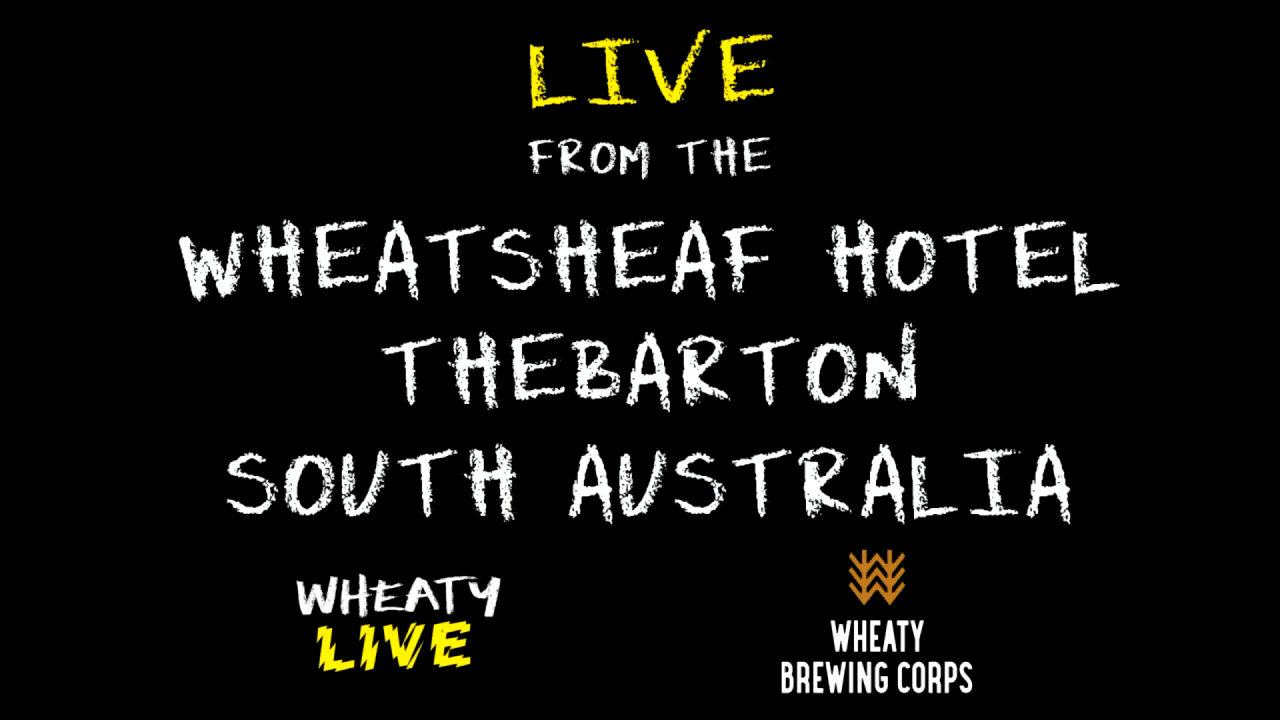 LIVE
FROM THE
WHEATSHEAF HOTEL
THEBARTON
SOUTH AUSTRALIA
WHEATY
LIVE
WHEATY
BREWING CORPS